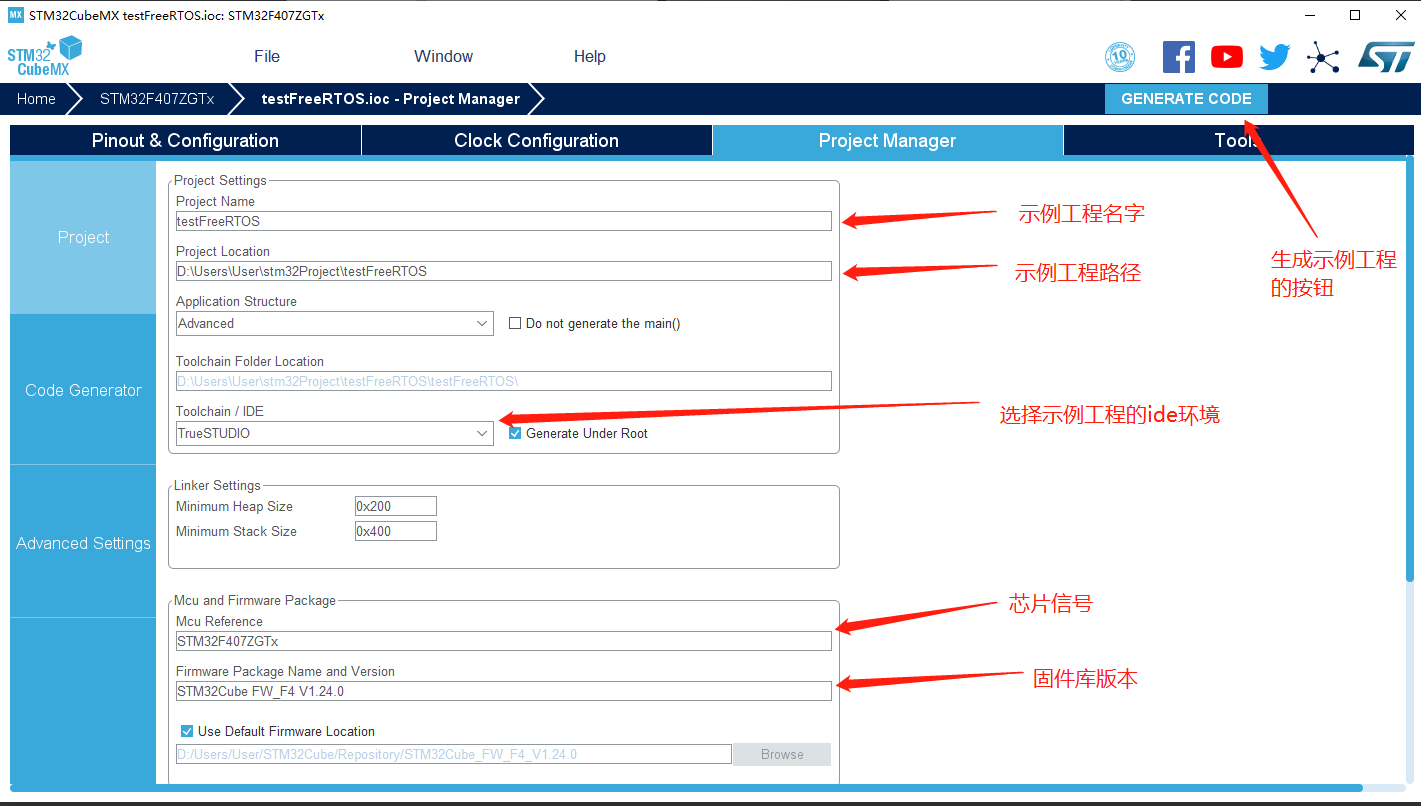 MX STM32CubeMX testFreeRTOS.ioc: STM32F407ZGTx
STM32
CubeMX
File
Window
Help
10
ST
Home
STM32F407ZGTx
testFreeRTOS.ioc - Project Manager
GENERATE CODE
Pinout & Configuration
Clock Configuration
Project Manager
Tools
Project
Code Generator
Advanced Settings
Project Settings
Project Name
testFreeRTOS
示例工程名字
Project Location
D:\Users\User\stm32Project\testFreeRTOS
示例工程路径
生成示例工程
的按钮
Application Structure
Advanced
Do not generate the main()
Toolchain Folder Location
D:\Users\User\stm32Project\testFreeRTOS\testFreeRTOS\
Toolchain / IDE
TrueSTUDIO
Generate Under Root
选择示例工程的ide环境
Linker Settings
Minimum Heap Size
0x200
Minimum Stack Size
0x400
Mcu and Firmware Package
Mcu Reference
STM32F407ZGTx
芯片信号
Firmware Package Name and Version
STM32Cube FW_F4 V1.24.0
固件库版本
Use Default Firmware Location
D:/Users/User/STM32Cube/Repository/STM32Cube_FW_F4_V1.24.0
Browse